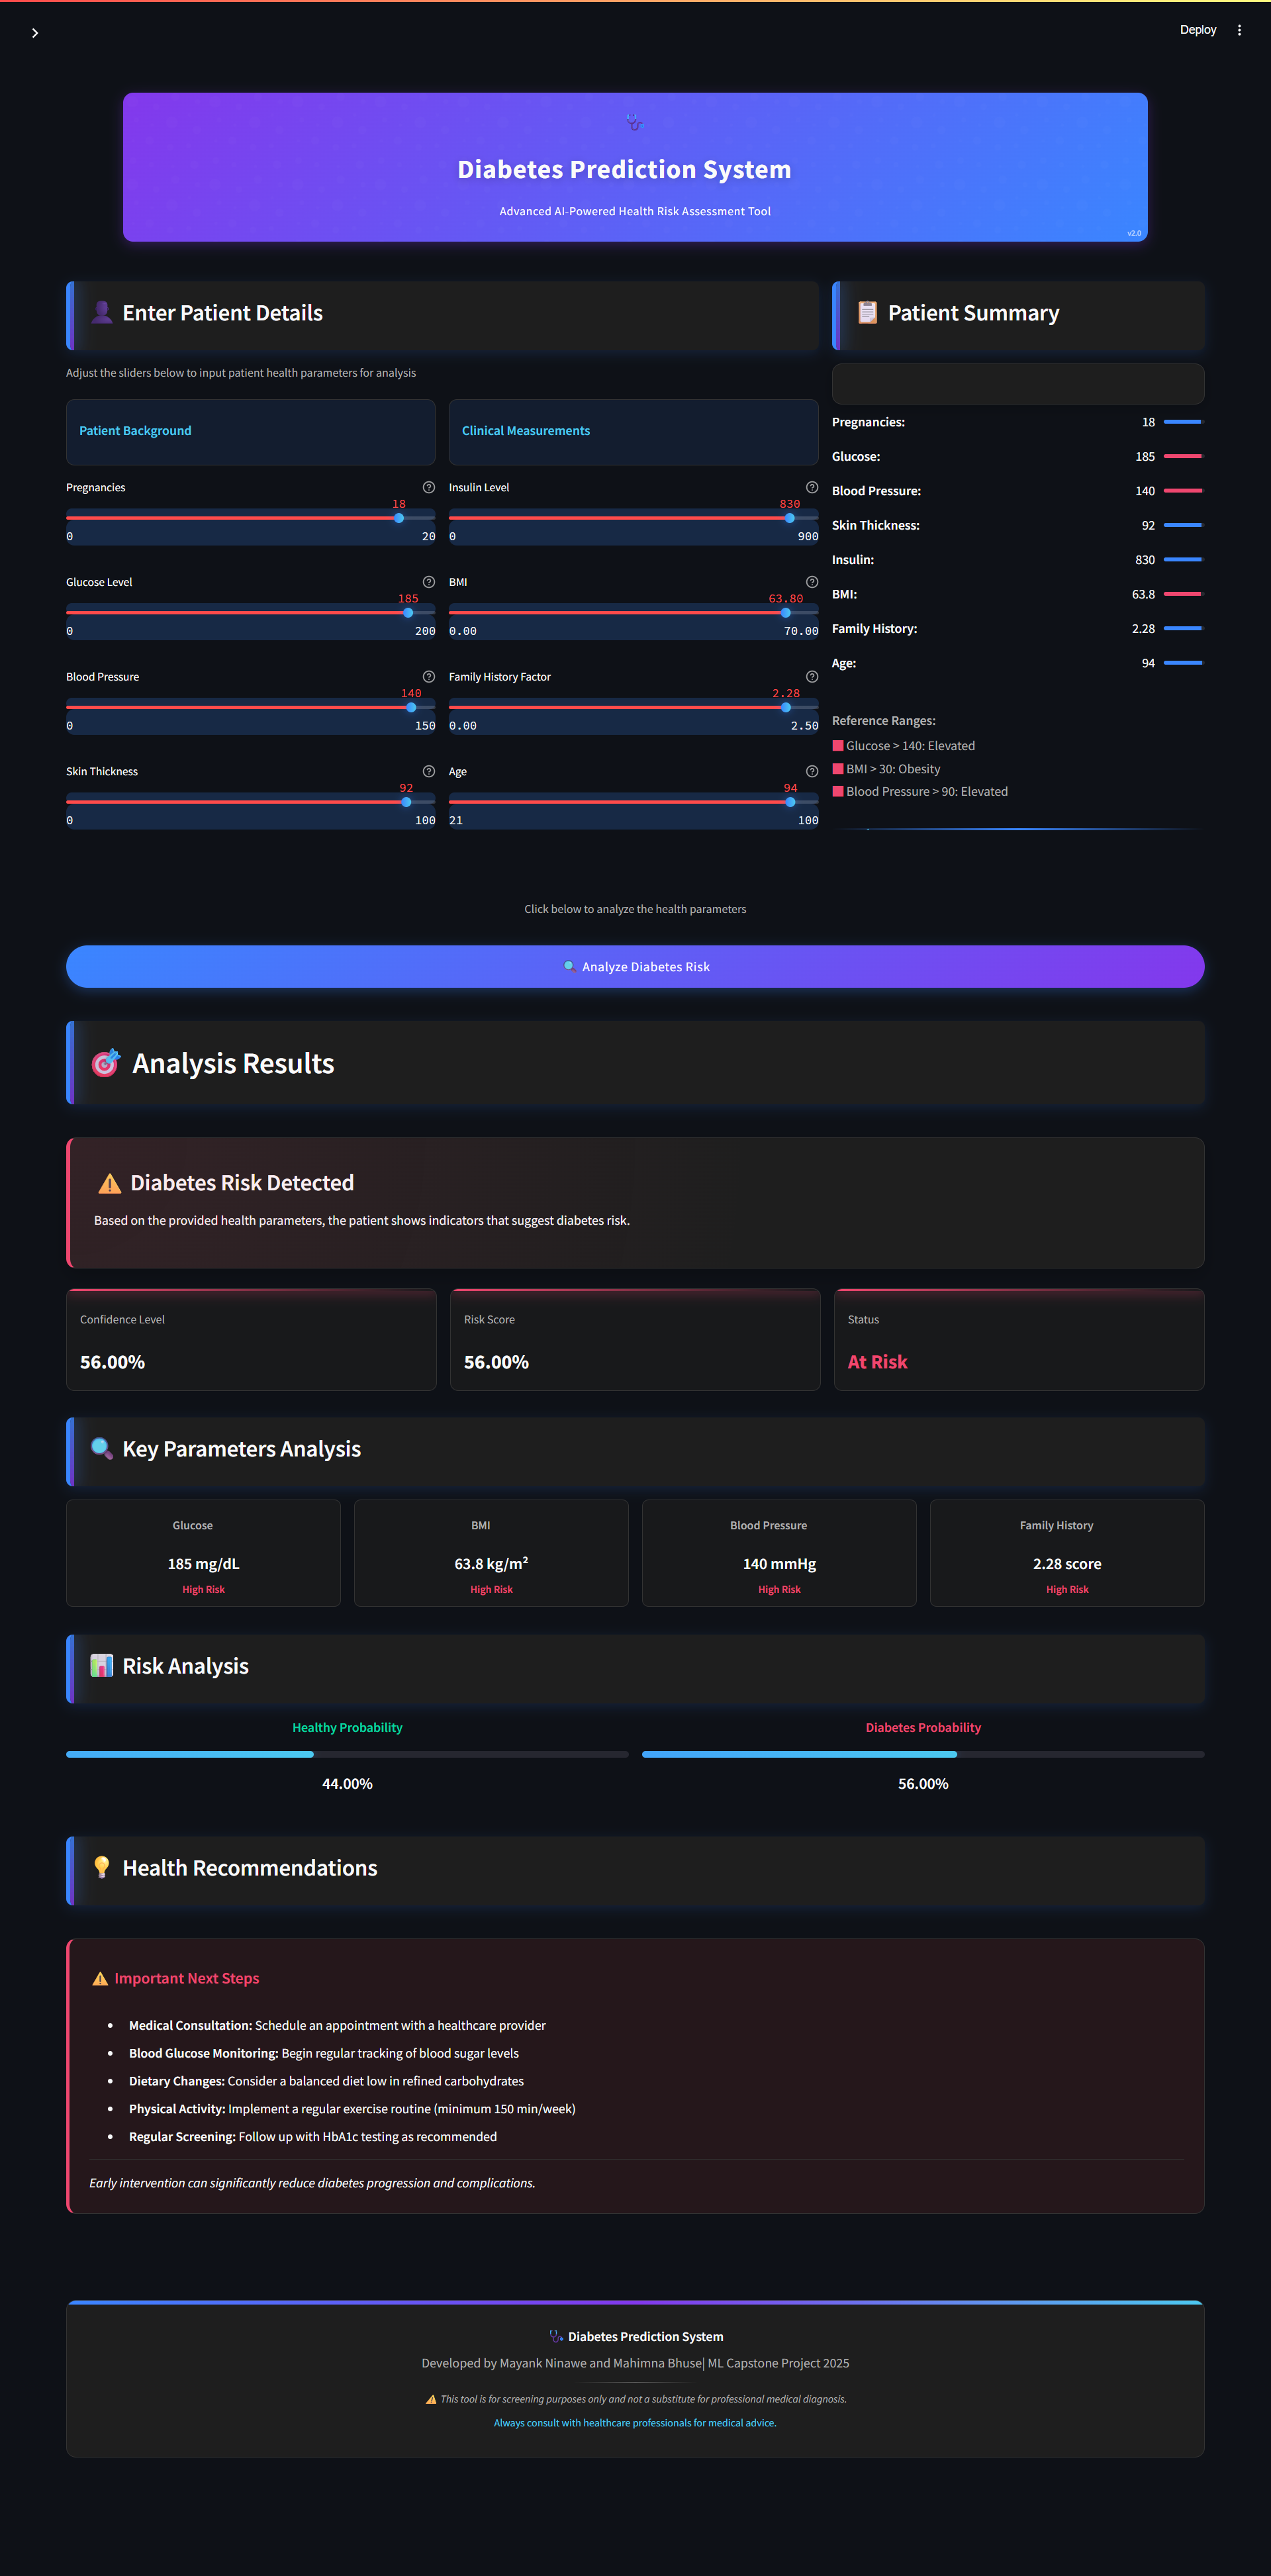 Deploy
Diabetes Prediction System
Advanced AI-Powered Health Risk Assessment Tool
v2.0
Enter Patient Details
Adjust the sliders below to input patient health parameters for analysis
Patient Background
Pregnancies
18
0 20
Glucose Level
185
0 200
Blood Pressure
140
0 150
Skin Thickness
92
0 100
Clinical Measurements
Insulin Level
830
0 900
BMI
63.80
0.00 70.00
Family History Factor
2.28
0.00 2.50
Age
94
21 100
Patient Summary
Pregnancies: 18
Glucose: 185
Blood Pressure: 140
Skin Thickness: 92
Insulin: 830
BMI: 63.8
Family History: 2.28
Age: 94
Reference Ranges:
Glucose > 140: Elevated
BMI > 30: Obesity
Blood Pressure > 90: Elevated
Click below to analyze the health parameters
Analyze Diabetes Risk
Analysis Results
Diabetes Risk Detected
Based on the provided health parameters, the patient shows indicators that suggest diabetes risk.
Confidence Level
56.00%
Risk Score
56.00%
Status
At Risk
Key Parameters Analysis
Glucose
185 mg/dL
High Risk
BMI
63.8 kg/m²
High Risk
Blood Pressure
140 mmHg
High Risk
Family History
2.28 score
High Risk
Risk Analysis
Healthy Probability
44.00%
Diabetes Probability
56.00%
Health Recommendations
Important Next Steps
Medical Consultation: Schedule an appointment with a healthcare provider
Blood Glucose Monitoring: Begin regular tracking of blood sugar levels
Dietary Changes: Consider a balanced diet low in refined carbohydrates
Physical Activity: Implement a regular exercise routine (minimum 150 min/week)
Regular Screening: Follow up with HbA1c testing as recommended
Early intervention can significantly reduce diabetes progression and complications.
Diabetes Prediction System
Developed by Mayank Ninawe and Mahimna Bhuse| ML Capstone Project 2025
This tool is for screening purposes only and not a substitute for professional medical diagnosis.
Always consult with healthcare professionals for medical advice.